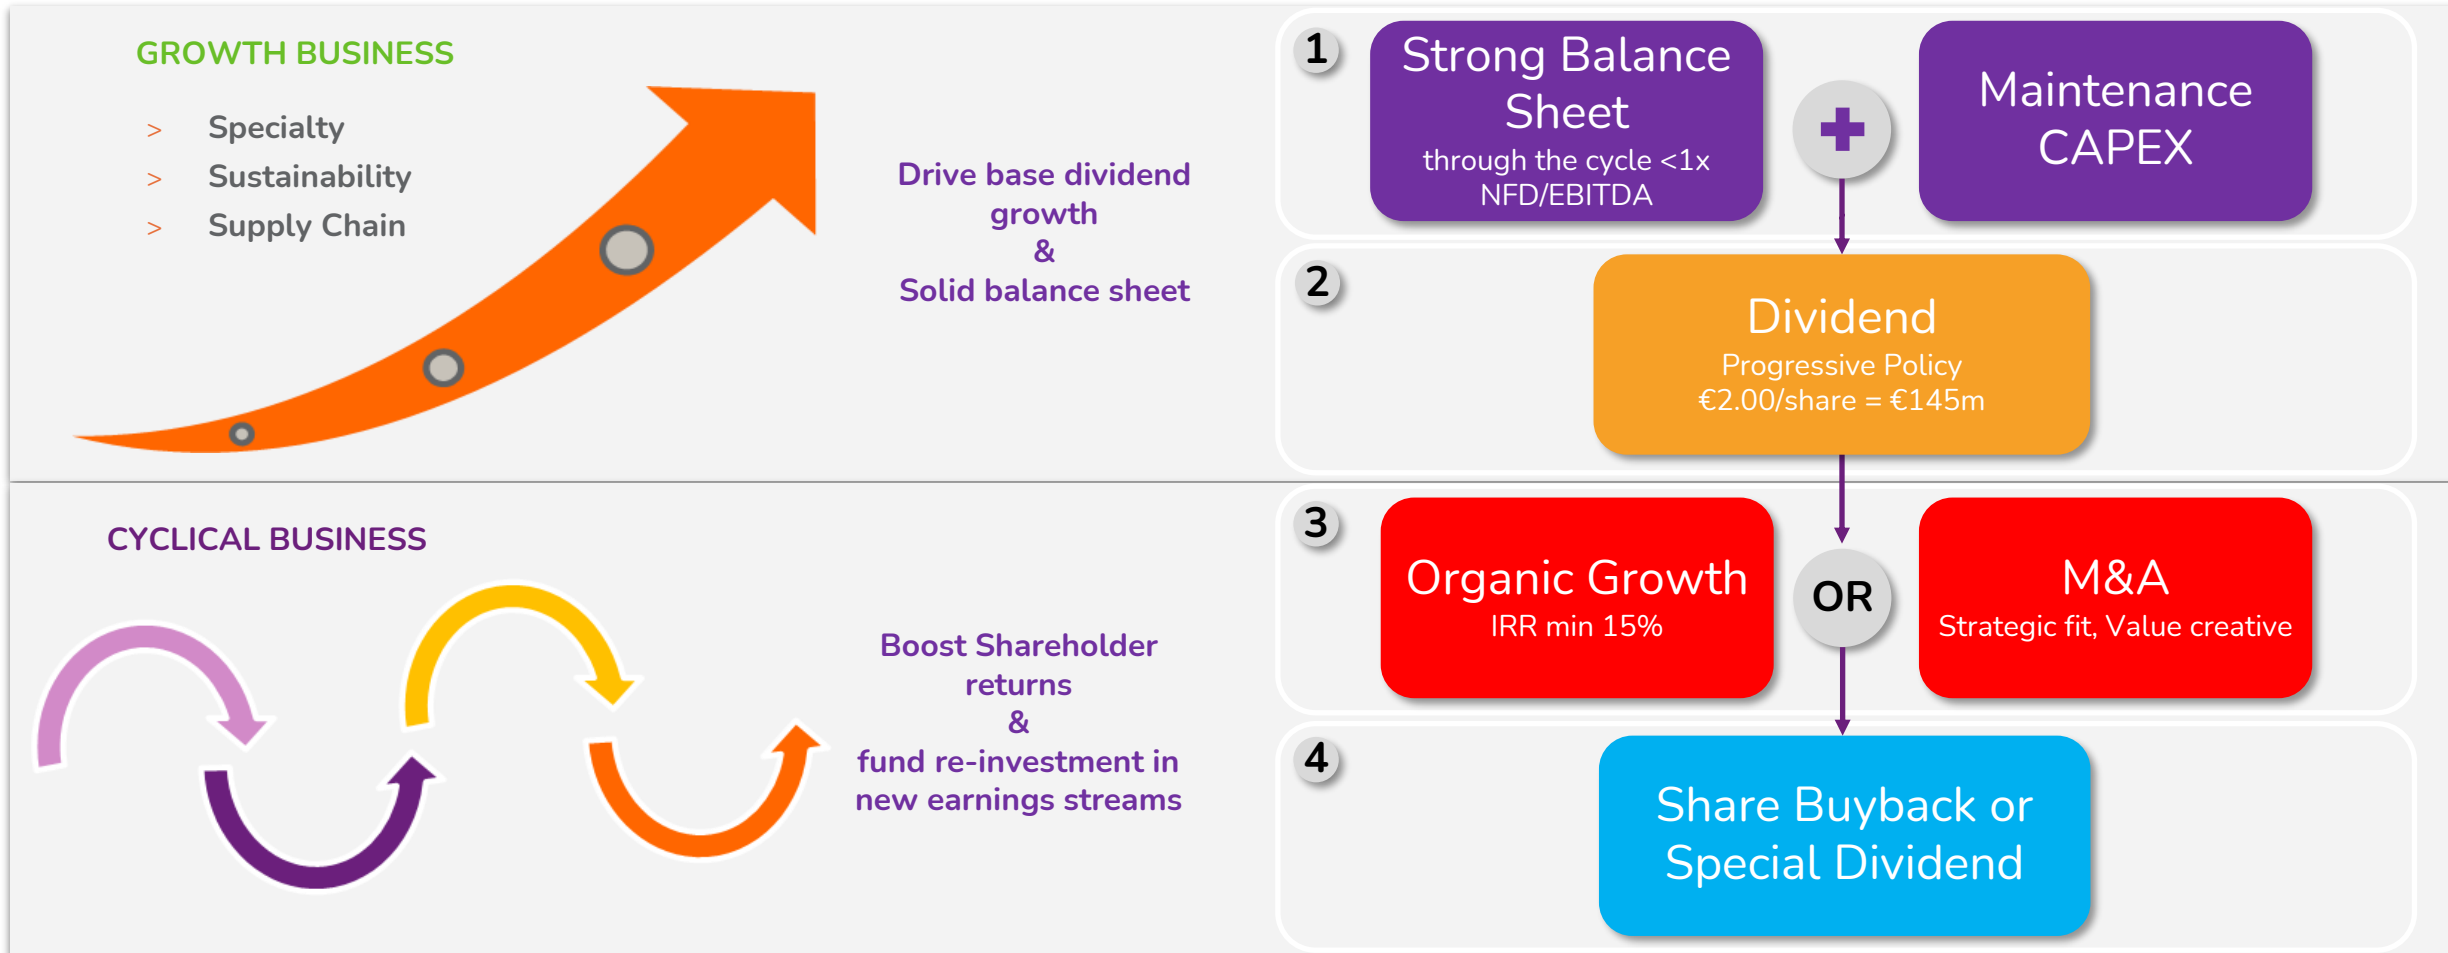 GROWTH BUSINESS
> Specialty
> Sustainability
> Supply Chain
Drive base dividend
growth
&
Solid balance sheet
1
Strong Balance
Sheet
through the cycle <1x
NFD/EBITDA
Maintenance
CAPEX
2
Dividend
Progressive Policy
€2.00/share = €145m
CYCLICAL BUSINESS
Boost Shareholder
returns
&
fund re-investment in
new earnings streams
3
Organic Growth
IRR min 15%
OR
M&A
Strategic fit, Value creative
4
Share Buyback or
Special Dividend